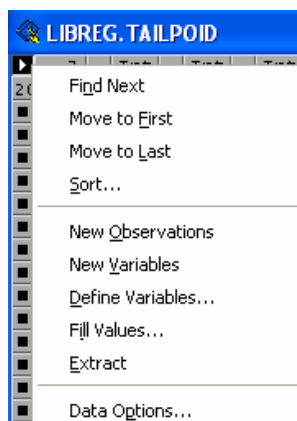 LIBREG.TAILPOID
Find Next
Move to First
Move to Last
Sort...
New Observations
New Variables
Define Variables...
Fill Values...
Extract
Data Options...